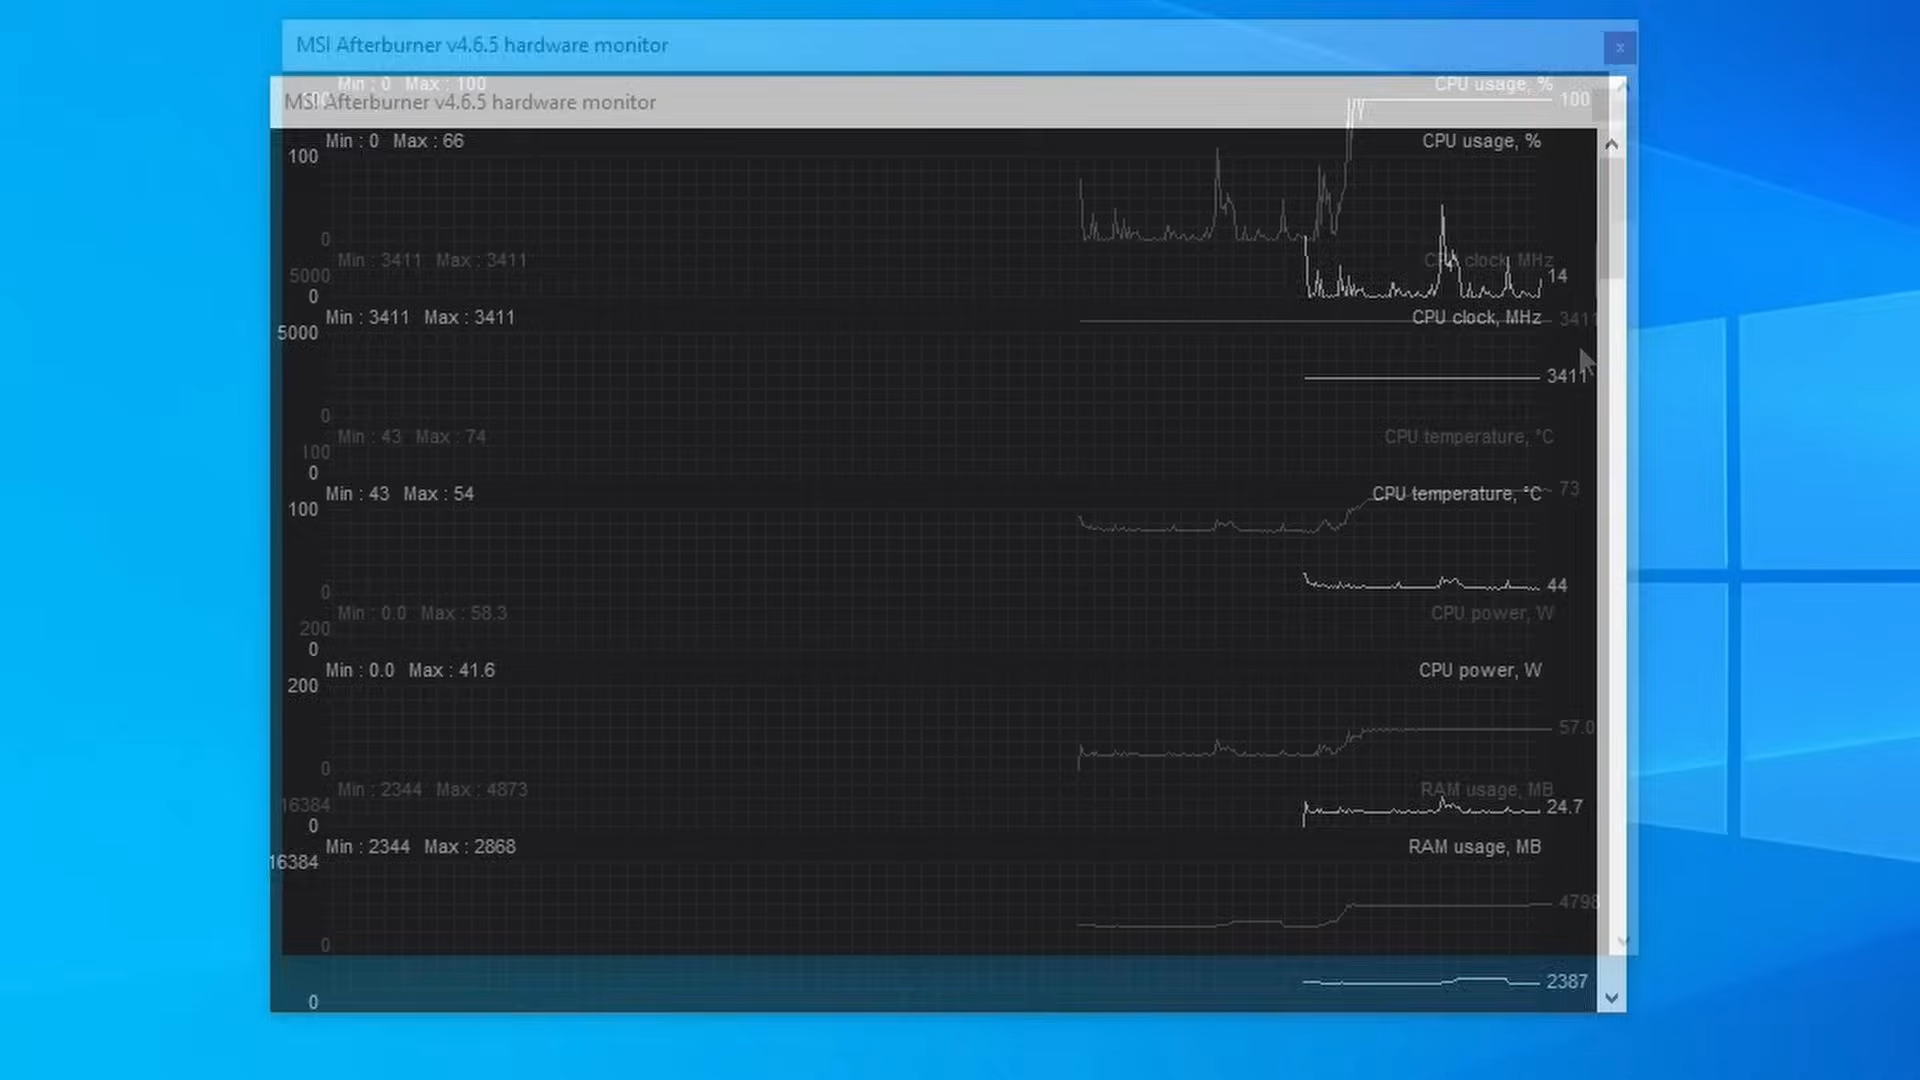 MSI Afterburner v4.6.5 hardware monitor
x
Min : 0 Max : 100
CPU usage, %
100
100
MSI Afterburner v4.6.5 hardware monitor
Min : 0 Max : 66
CPU usage, %
100
0
Min : 3411 Max : 3411
CPU clock, MHz
5000
14
0
Min : 3411 Max : 3411
CPU clock, MHz
3411
5000
3411
0
Min : 43 Max : 74
CPU temperature, °C
100
0
73
Min : 43 Max : 54
CPU temperature, °C
100
44
0
Min : 0.0 Max : 58.3
CPU power, W
200
0
Min : 0.0 Max : 41.6
CPU power, W
200
57.0
0
Min : 2344 Max : 4873
RAM usage, MB
16384
24.7
0
Min : 2344 Max : 2868
RAM usage, MB
16384
4798
0
2387
0